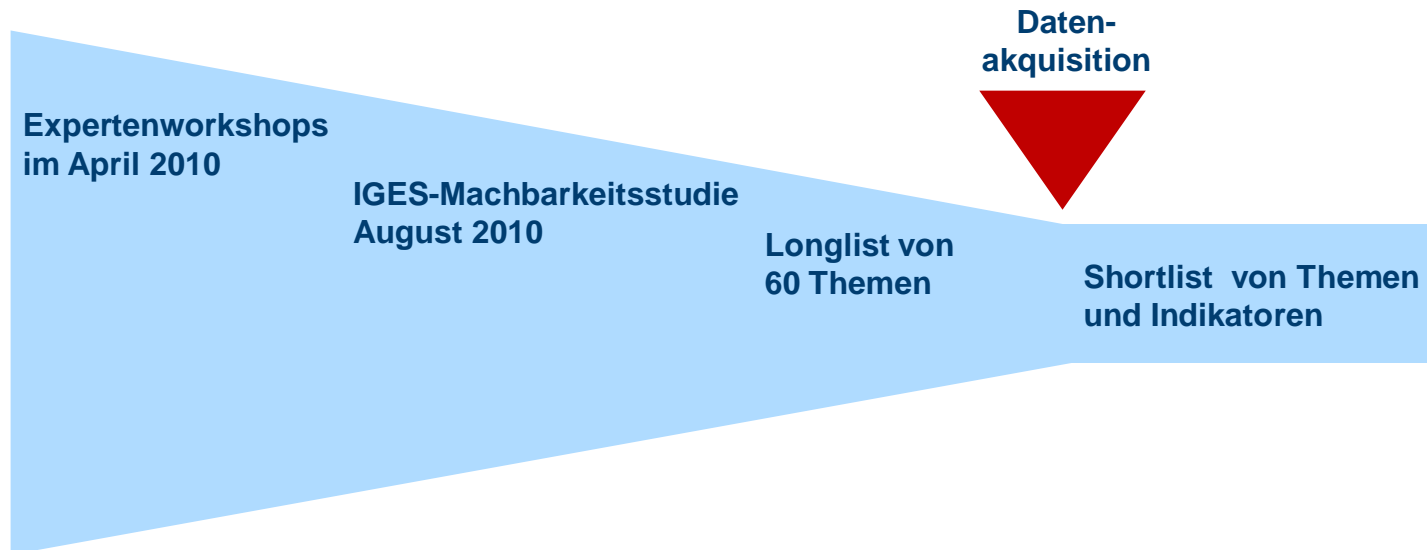 Daten-
akquisition
Expertenworkshops
im April 2010
IGES-Machbarkeitsstudie
August 2010
Longlist von
60 Themen
Shortlist  von Themen
und Indikatoren